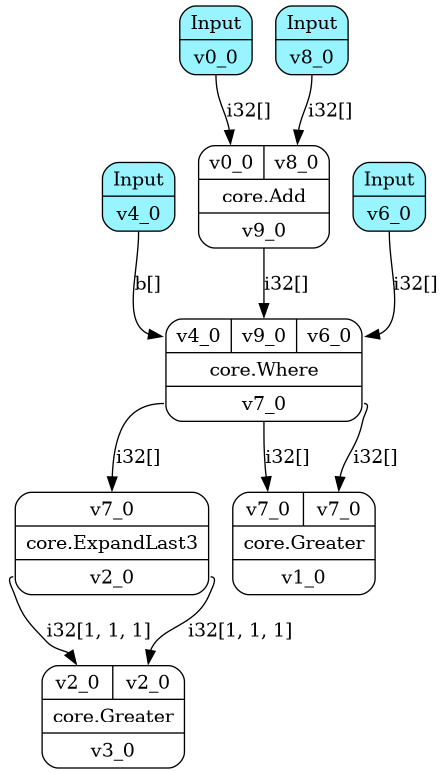 Input
v0_0
Input
v8_0
i32[]
i32[]
Input
v4_0
v0_0
v8_0
core.Add
v9_0
Input
v6_0
b[]
i32[]
i32[]
v4_0
v9_0
v6_0
core.Where
v7_0
i32[]
i32[]
i32[]
v7_0
core.ExpandLast3
v2_0
v7_0
v7_0
core.Greater
v1_0
i32[1, 1, 1]
i32[1, 1, 1]
v2_0
v2_0
core.Greater
v3_0